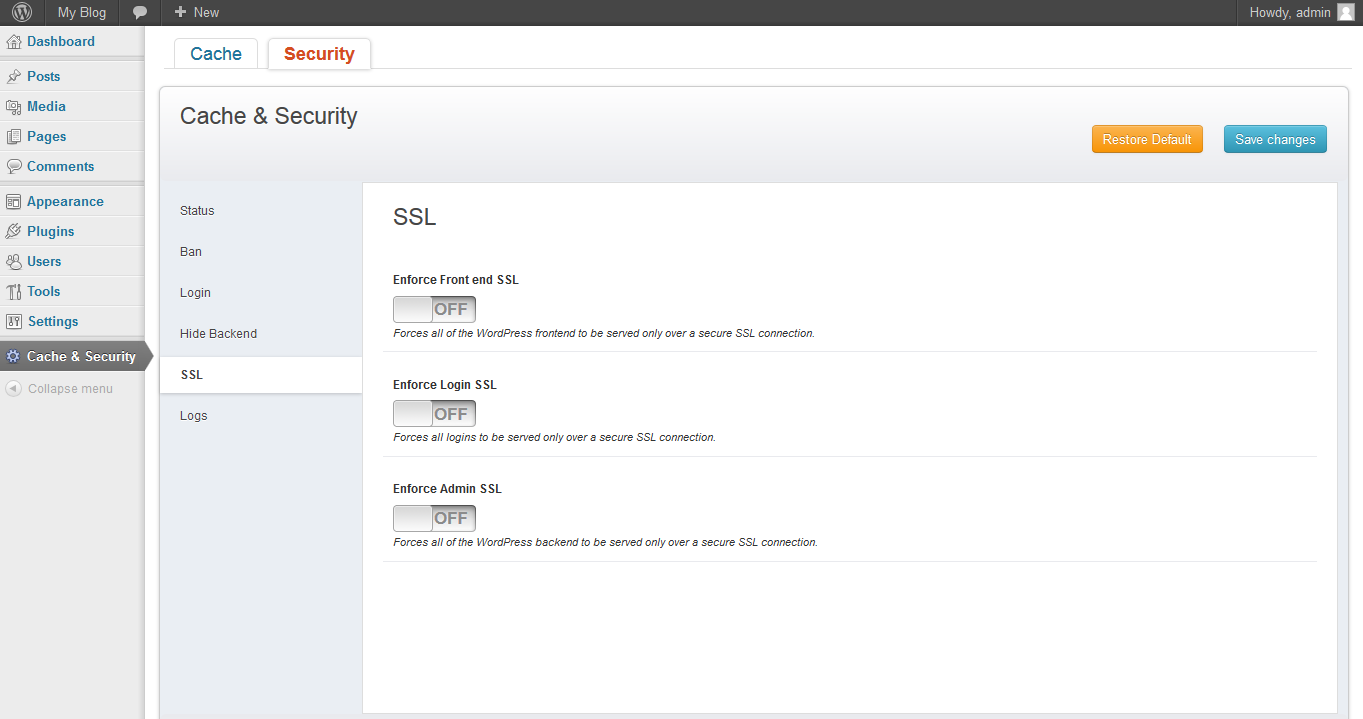 My Blog New Howdy, admin
Dashboard
Posts
Media
Pages
Comments
Appearance
Plugins
Users
Tools
Settings
Cache & Security
Collapse menu
Cache Security
Cache & Security
Restore Default Save changes
Status
Ban
Login
Hide Backend
SSL
Logs
SSL
Enforce Front end SSL
OFF
Forces all of the WordPress frontend to be served only over a secure SSL connection.
Enforce Login SSL
OFF
Forces all logins to be served only over a secure SSL connection.
Enforce Admin SSL
OFF
Forces all of the WordPress backend to be served only over a secure SSL connection.